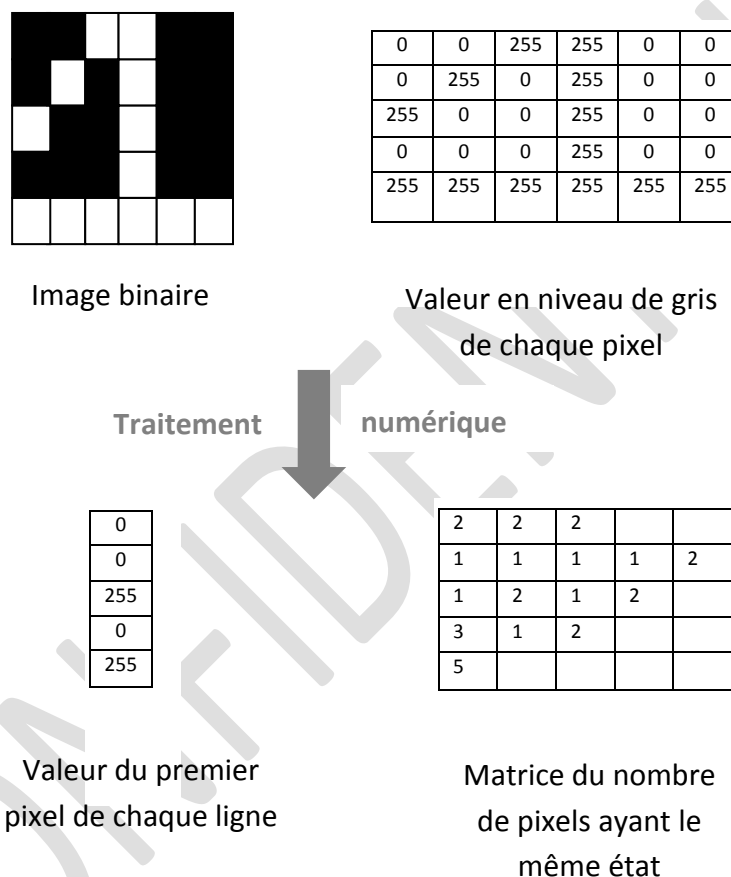 0 0 255 255 0 0
0 255 0 255 0 0
255 0 0 255 0 0
0 0 0 255 0 0
255 255 255 255 255 255
Image binaire
Valeur en niveau de gris
de chaque pixel
Traitement numérique
0
0
255
0
255
2 2 2
1 1 1 1 2
1 2 1 2
3 1 2
5
Valeur du premier
pixel de chaque ligne
Matrice du nombre
de pixels ayant le
même état